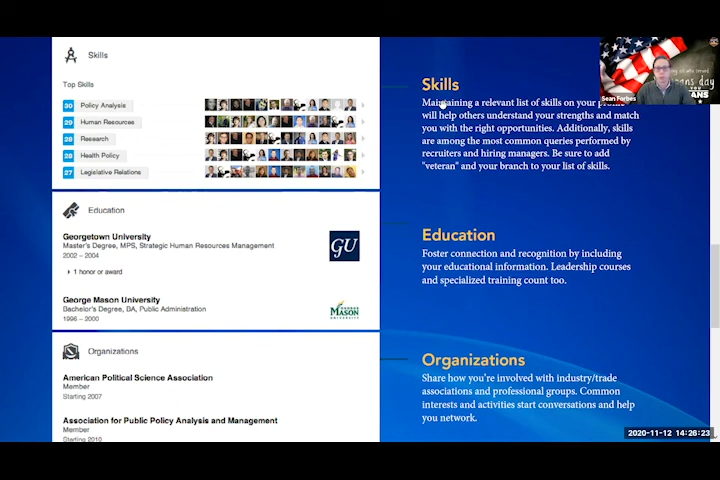 Skills
Top Skills
30 Policy Analysis
29 Human Resources
28 Research
28 Health Policy
27 Legislative Relations
Education
Georgetown University
Master's Degree, MPS, Strategic Human Resources Management
2002 – 2004
1 honor or award
GU
George Mason University
Bachelor's Degree, BA, Public Administration
1996 – 2000
GEORGE
MASON
UNIVERSITY
Organizations
American Political Science Association
Member
Starting 2007
Association for Public Policy Analysis and Management
Member
Starting 2010
Skills
Maintaining a relevant list of skills on your
will help others understand your strengths and match
you with the right opportunities. Additionally, skills
are among the most common queries performed by
recruiters and hiring managers. Be sure to add
"veteran" and your branch to your list of skills.
Education
Foster connection and recognition by including
your educational information. Leadership courses
and specialized training count too.
Organizations
Share how you're involved with industry/trade
associations and professional groups. Common
interests and activities start conversations and help
you network.
Sean Forbes
day
2020-11-12 14:26:23